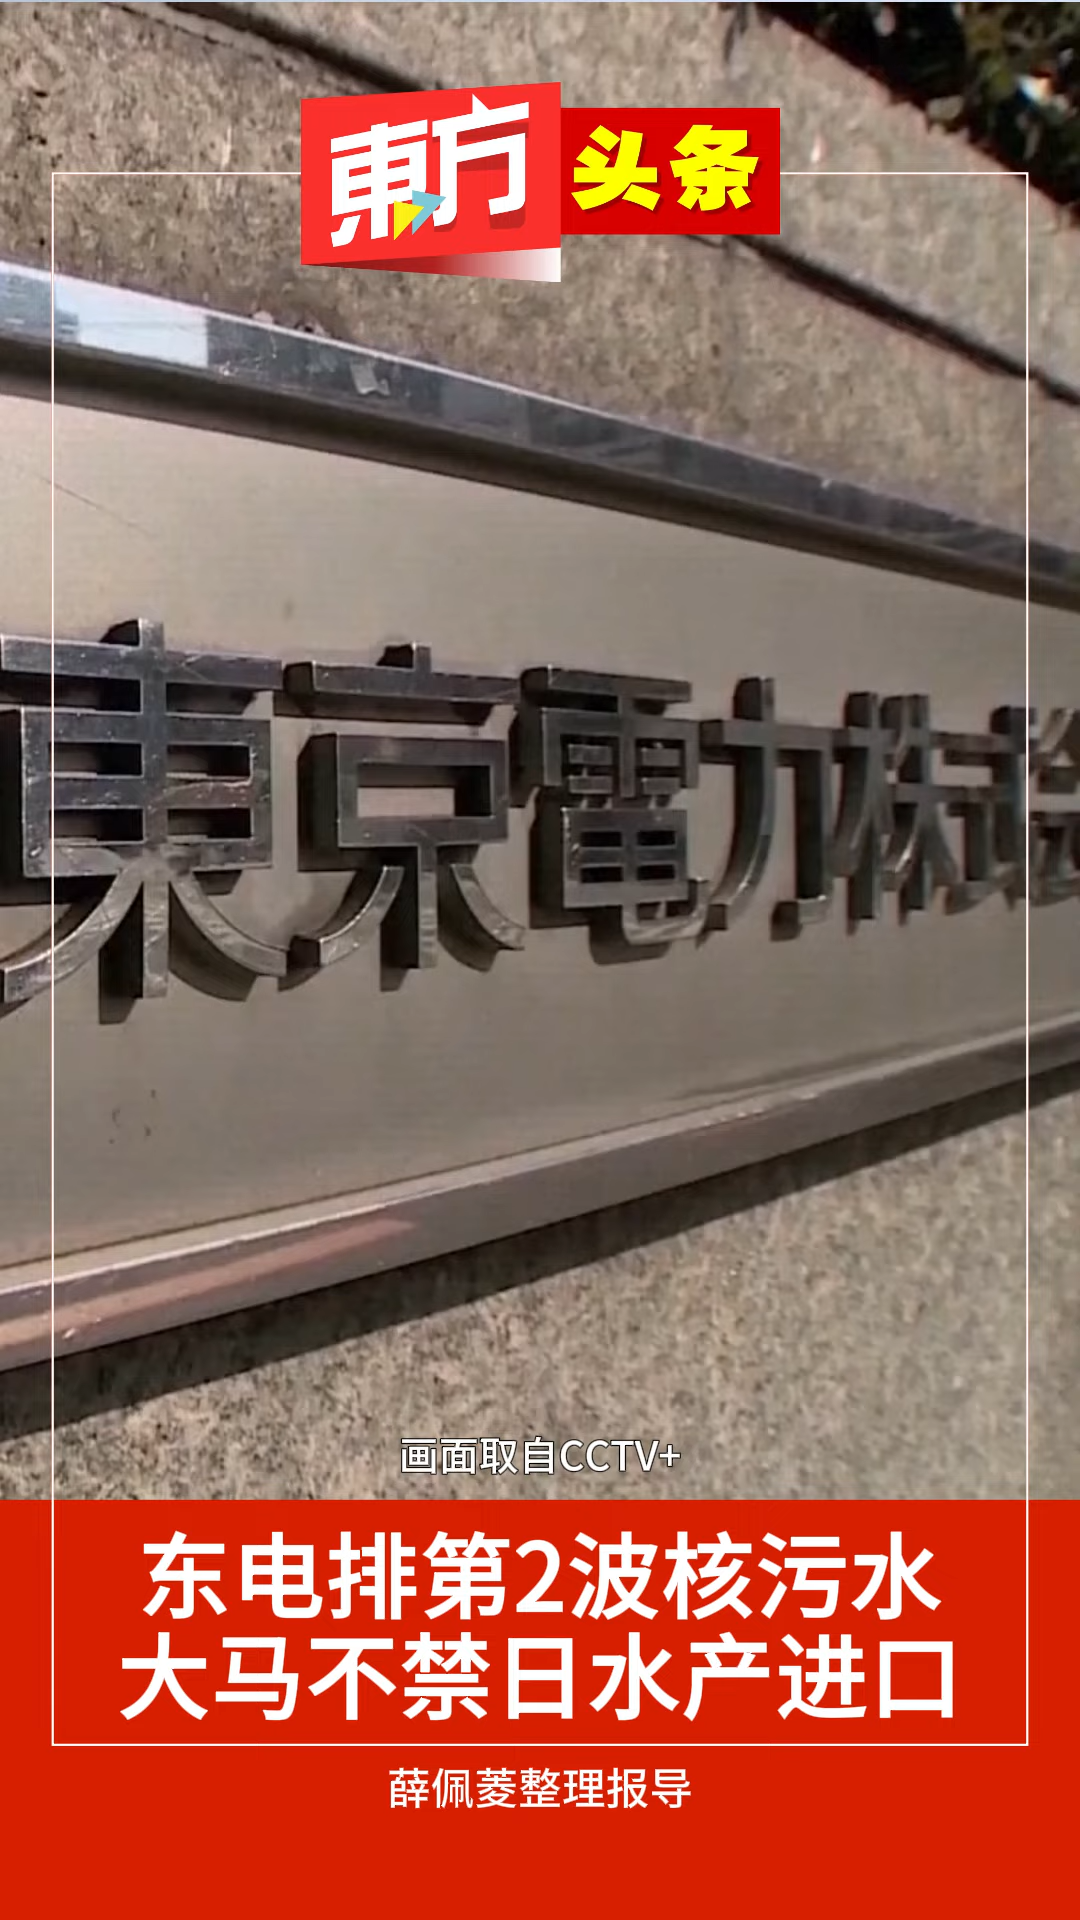 東方头条
東京電力株式会
画面取自CCTV+
东电排第2波核污水
大马不禁日水产进口
薛佩菱整理报导